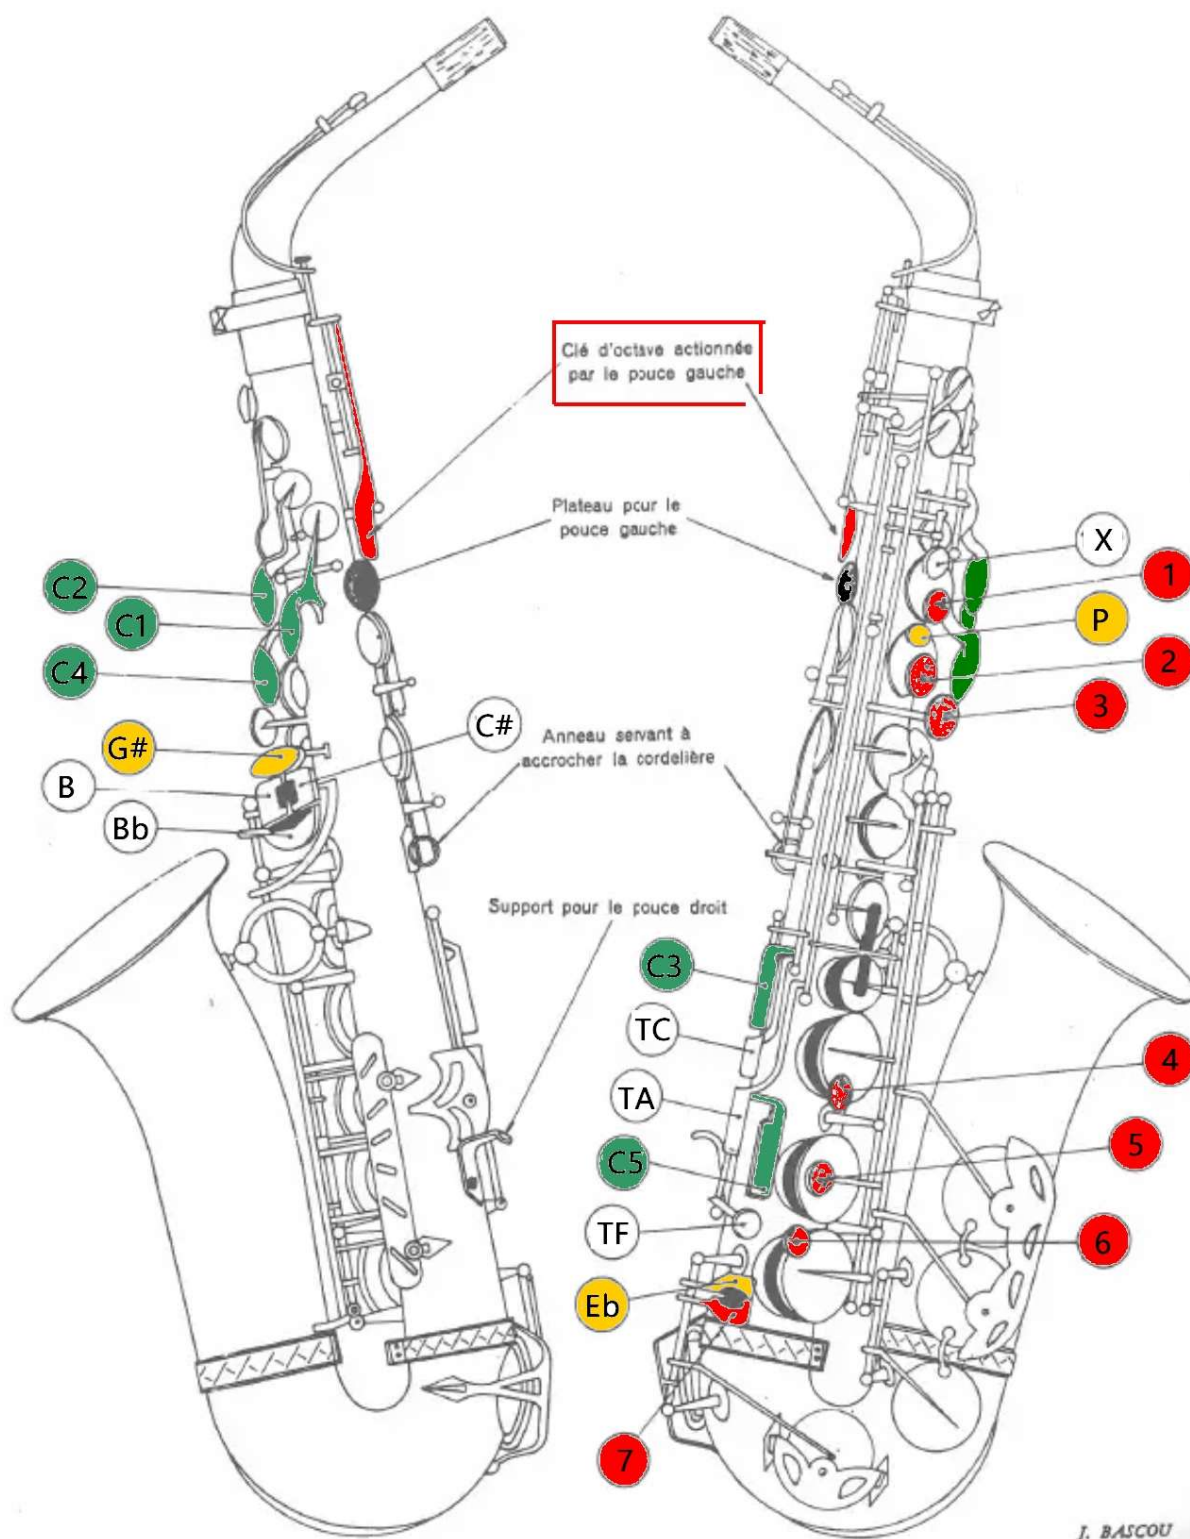 Clé d'octave actionnée
par le pouce gauche
Plateau pour le
pouce gauche
X
1
P
2
3
C2
C1
C4
G#
C#
B
Bb
Anneau servant à
accrocher la cordelière
Support pour le pouce droit
C3
TC
4
TA
5
C5
TF
6
Eb
7
J. BASCOU